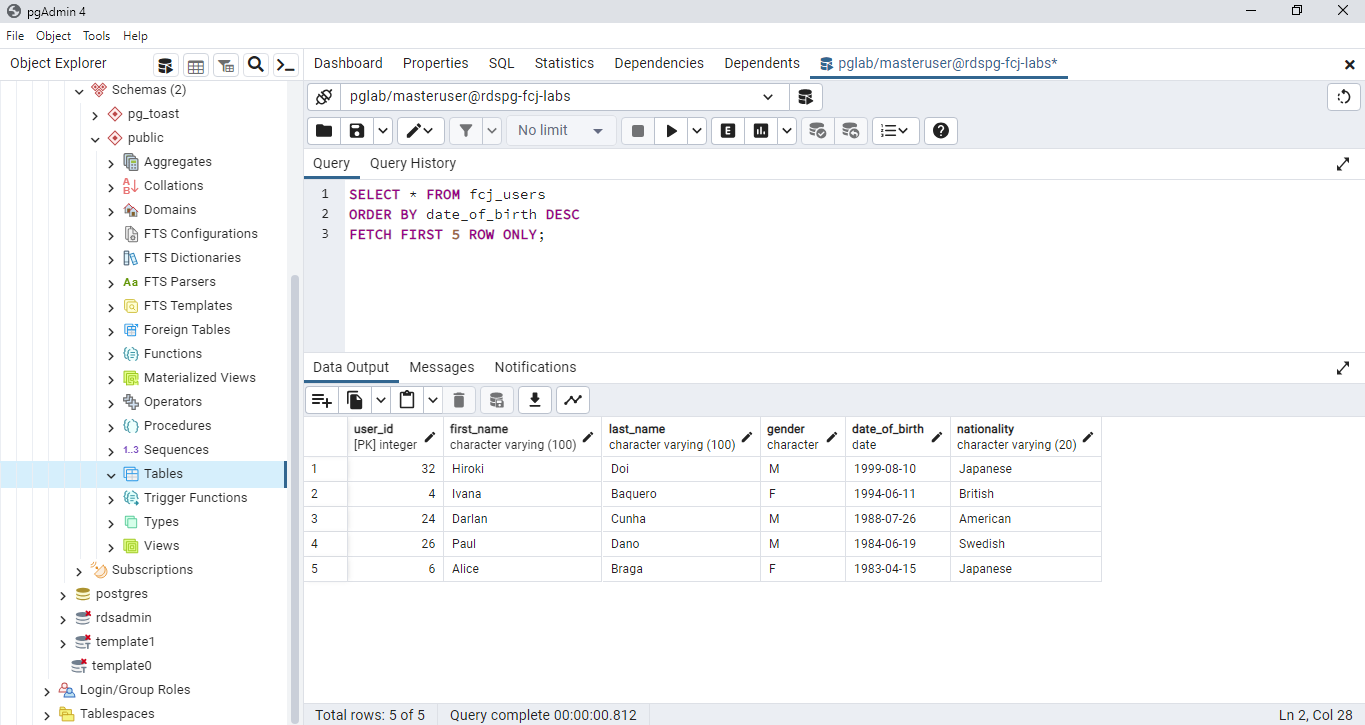 pgAdmin 4
File Object Tools Help
Object Explorer
Dashboard Properties SQL Statistics Dependencies Dependents pglab/masteruser@rdspg-fcj-labs*
Schemas (2)
pg_toast
public
Aggregates
Collations
Domains
FTS Configurations
FTS Dictionaries
Aa FTS Parsers
FTS Templates
Foreign Tables
Functions
Materialized Views
Operators
Procedures
1..3 Sequences
Tables
Trigger Functions
Types
Views
Subscriptions
postgres
rdsadmin
template1
template0
Login/Group Roles
Tablespaces
pglab/masteruser@rdspg-fcj-labs
No limit E
Query Query History
1 SELECT * FROM fcj_users
2 ORDER BY date_of_birth DESC
3 FETCH FIRST 5 ROW ONLY;
Data Output Messages Notifications
user_id first_name last_name gender date_of_birth nationality
[PK] integer character varying (100) character varying (100) character date character varying (20)
1 32 Hiroki Doi M 1999-08-10 Japanese
2 4 Ivana Baquero F 1994-06-11 British
3 24 Darlan Cunha M 1988-07-26 American
4 26 Paul Dano M 1984-06-19 Swedish
5 6 Alice Braga F 1983-04-15 Japanese
Total rows: 5 of 5 Query complete 00:00:00.812 Ln 2, Col 28